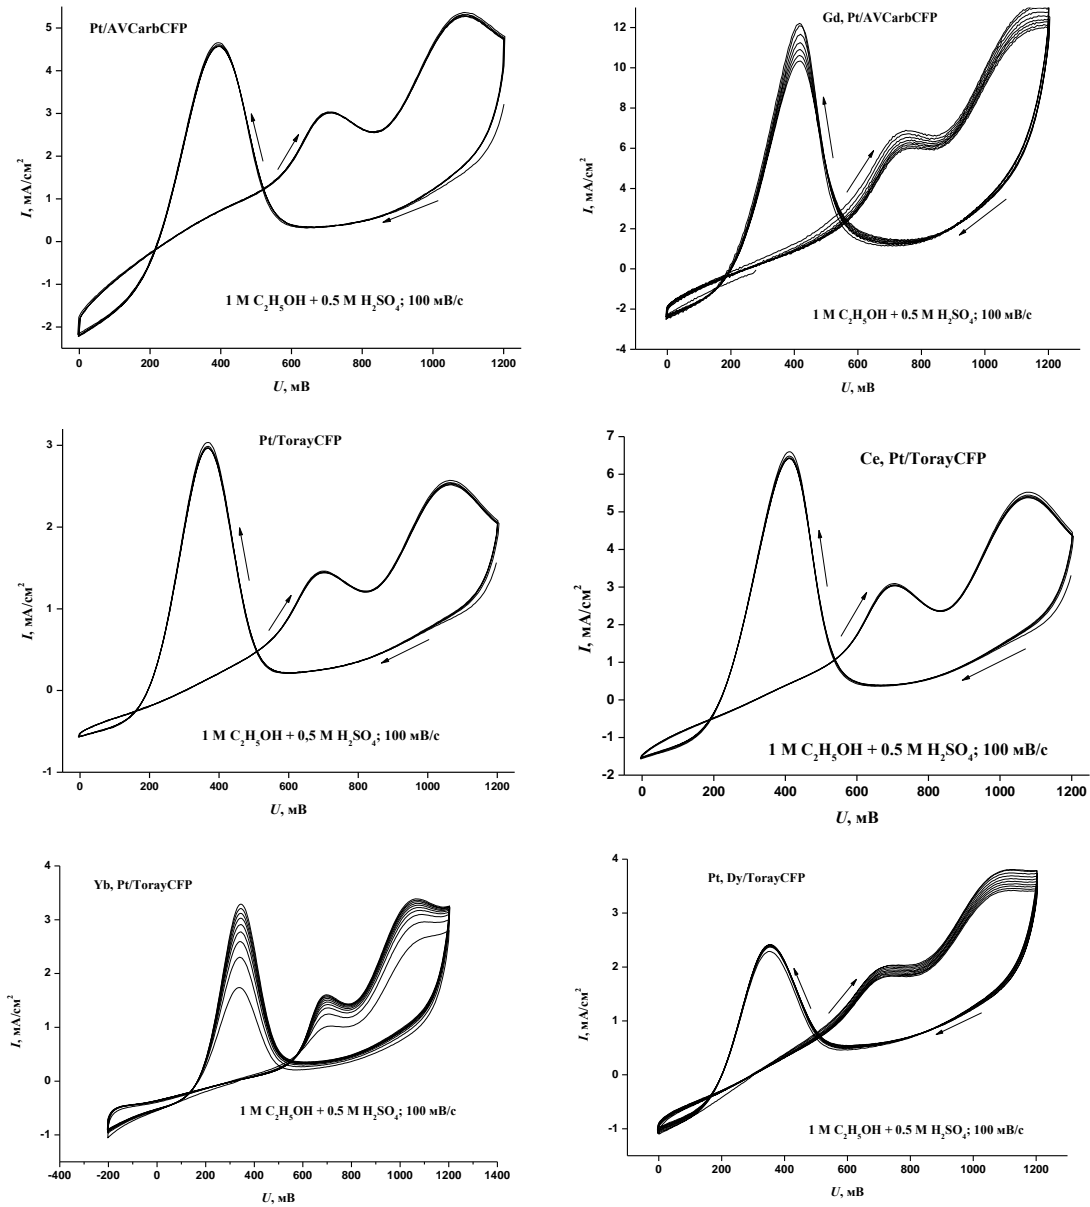 Pt/AVCarbCFP
I, мА/см²
5
4
3
2
1
0
-1
-2
1 M C₂H₅OH + 0.5 M H₂SO₄; 100 мВ/с
0 200 400 600 800 1000 1200
U, мВ
Gd, Pt/AVCarbCFP
I, мА/см²
12
10
8
6
4
2
0
-2
-4
1 M C₂H₅OH + 0.5 M H₂SO₄; 100 мВ/с
0 200 400 600 800 1000 1200
U, мВ
Pt/TorayCFP
I, мА/см²
3
2
1
0
-1
1 M C₂H₅OH + 0,5 M H₂SO₄; 100 мВ/с
0 200 400 600 800 1000 1200
U, мВ
Ce, Pt/TorayCFP
I, мА/см²
7
6
5
4
3
2
1
0
-1
-2
1 M C₂H₅OH + 0.5 M H₂SO₄; 100 мВ/с
0 200 400 600 800 1000 1200
U, мВ
Yb, Pt/TorayCFP
I, мА/см²
4
3
2
1
0
-1
1 M C₂H₅OH + 0.5 M H₂SO₄; 100 мВ/с
-400 -200 0 200 400 600 800 1000 1200 1400
U, мВ
Pt, Dy/TorayCFP
I, мА/см²
4
3
2
1
0
-1
1 M C₂H₅OH + 0.5 M H₂SO₄; 100 мВ/с
0 200 400 600 800 1000 1200
U, мВ